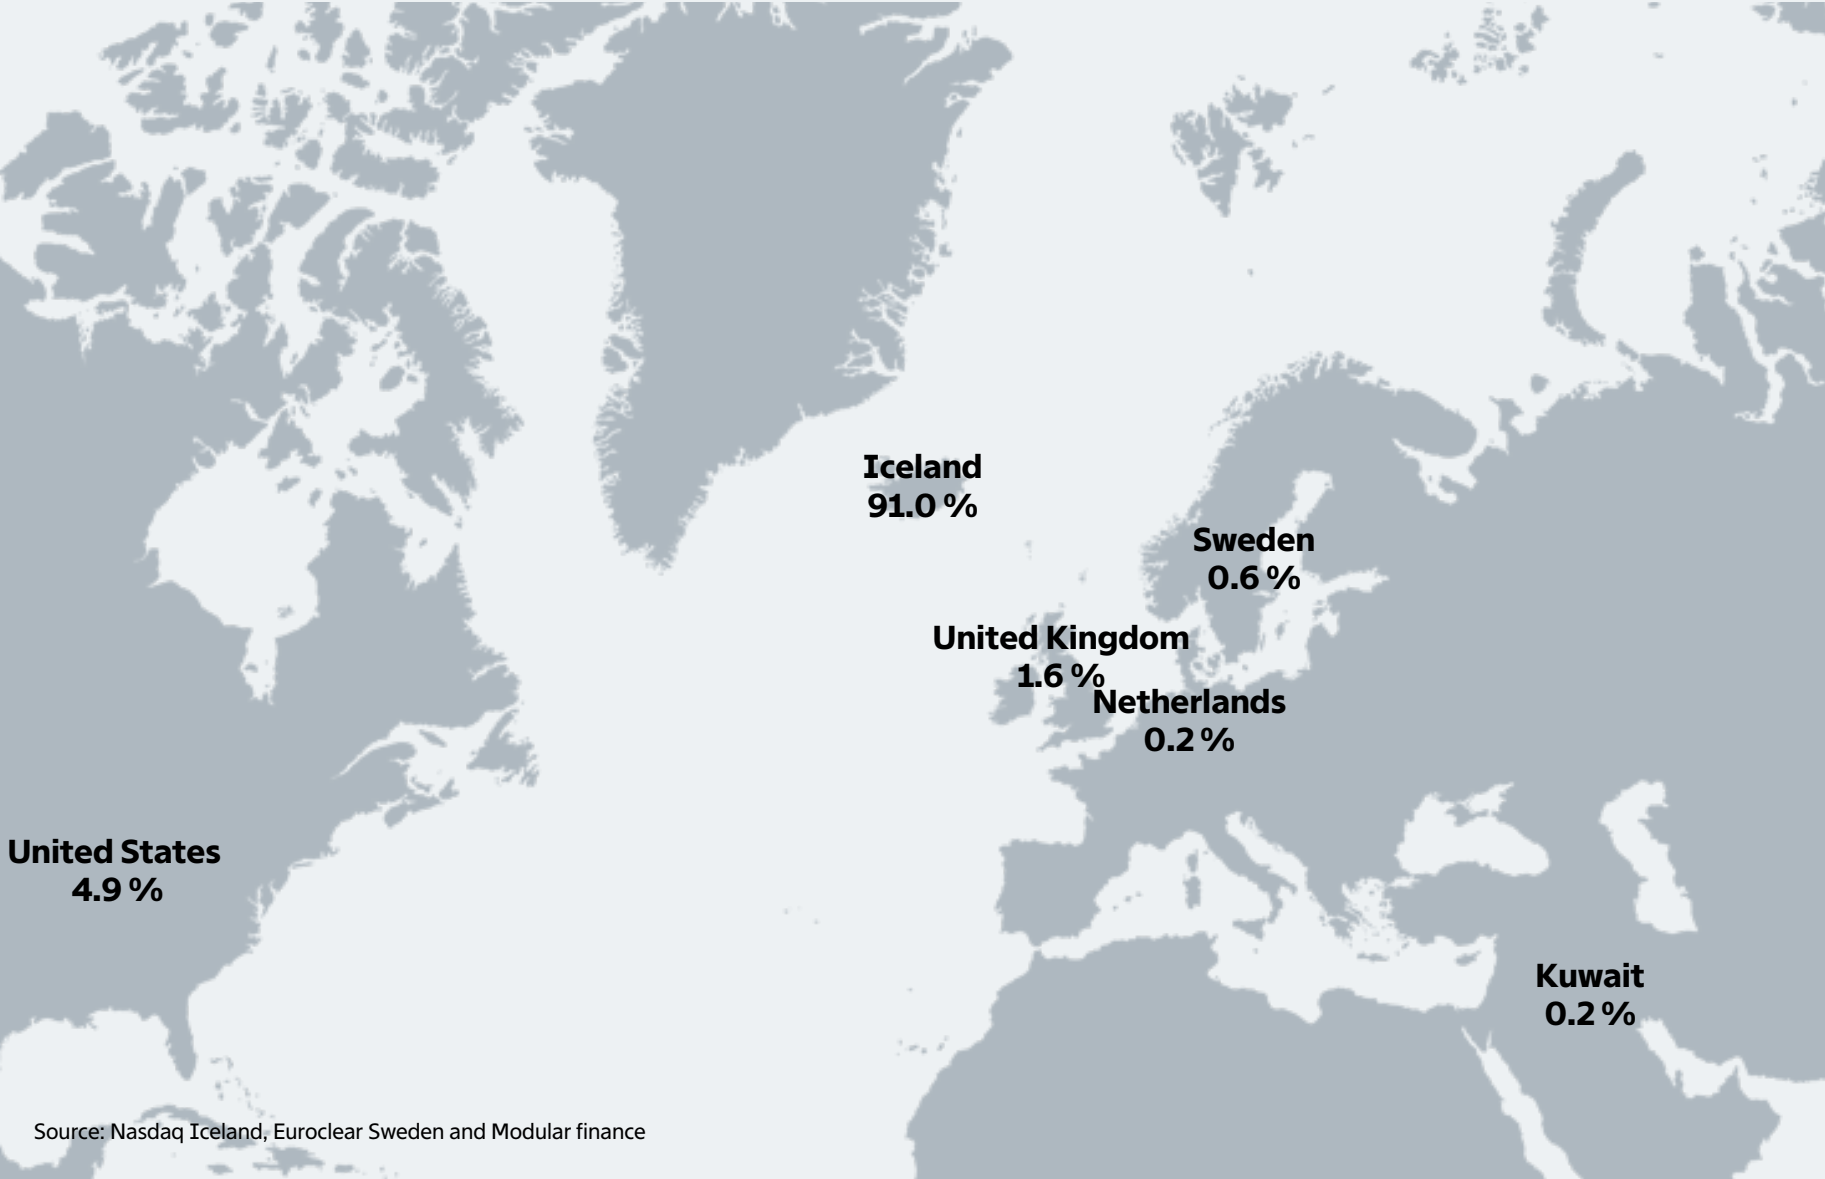 Iceland
91.0 %
Sweden
0.6 %
United Kingdom
1.6 %
Netherlands
0.2 %
United States
4.9 %
Kuwait
0.2 %
Source: Nasdaq Iceland, Euroclear Sweden and Modular finance